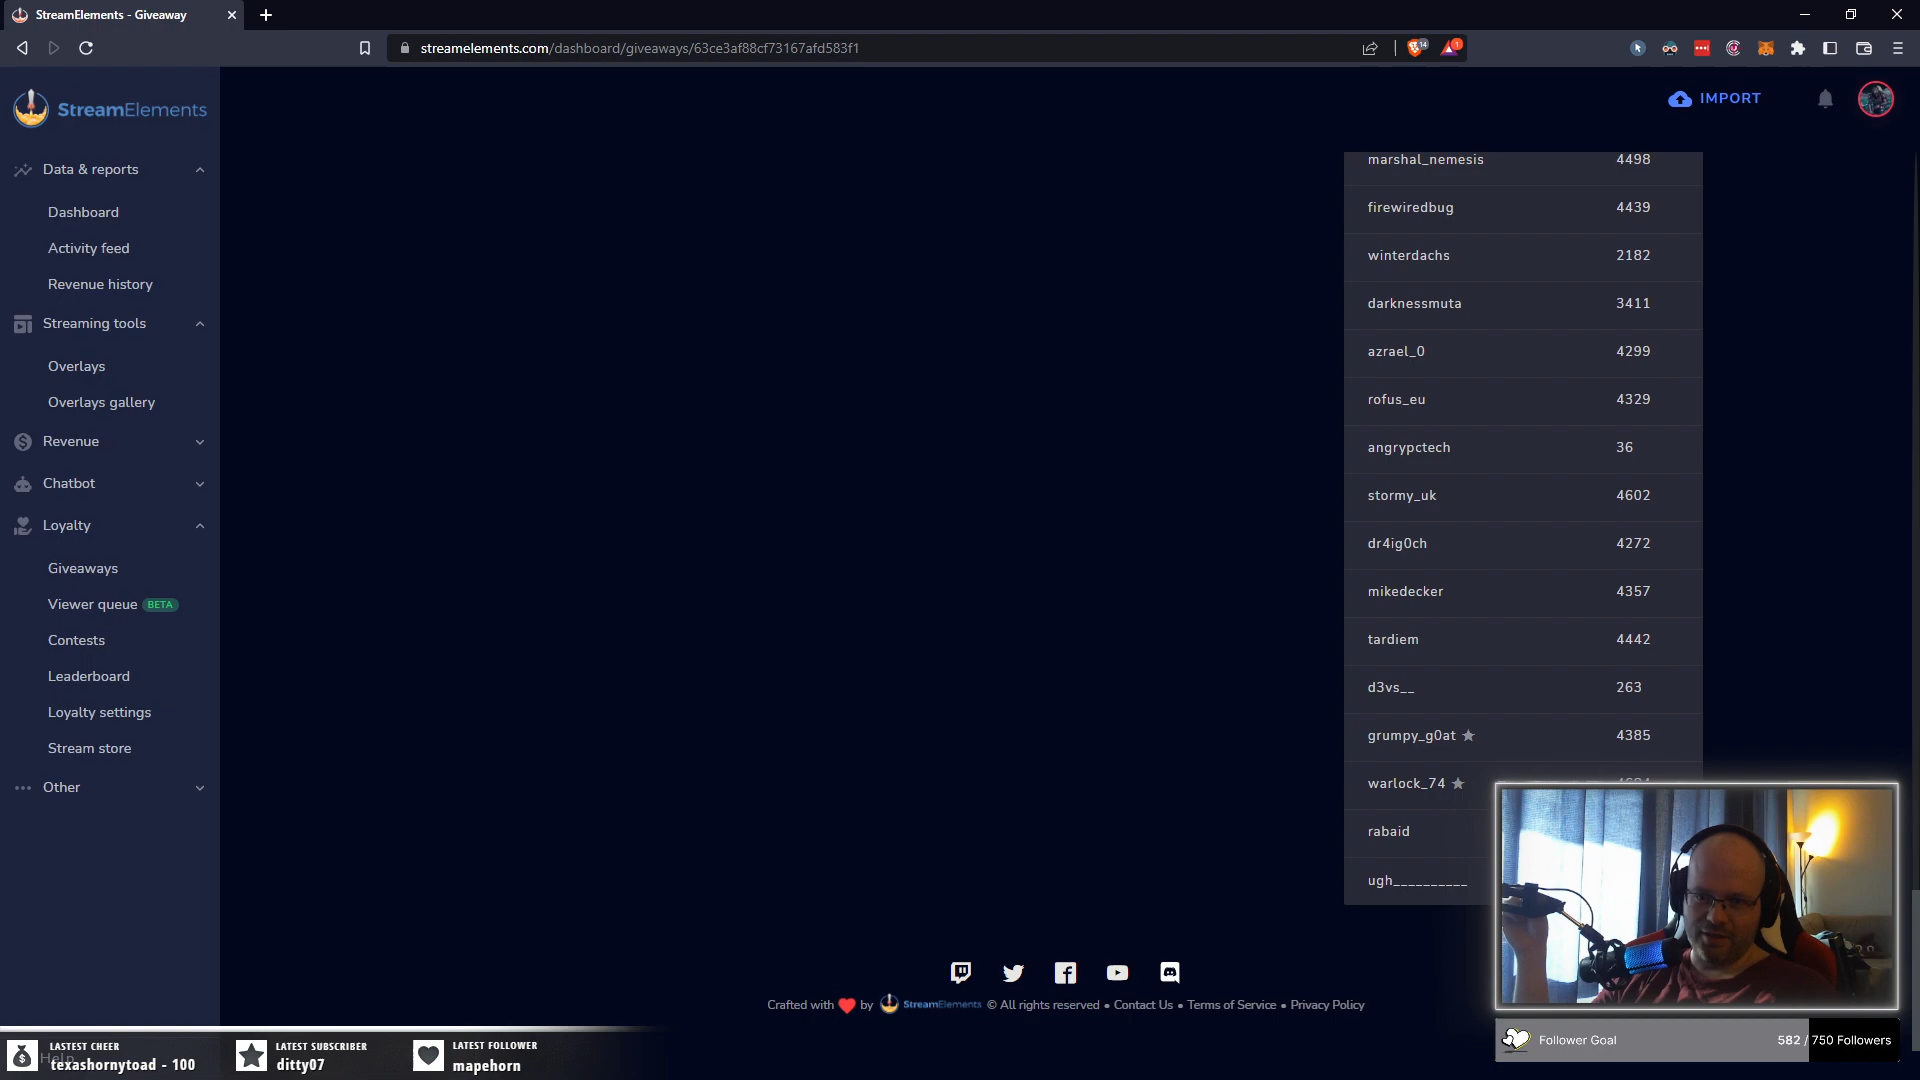 StreamElements - Giveaway
streamelements.com/dashboard/giveaways/63ce3af88cf73167afd583f1
14
1
StreamElements
IMPORT
Data & reports
Dashboard
Activity feed
Revenue history
Streaming tools
Overlays
Overlays gallery
Revenue
Chatbot
Loyalty
Giveaways
Viewer queue BETA
Contests
Leaderboard
Loyalty settings
Stream store
Other
Help
marshal_nemesis 4498
firewiredbug 4439
winterdachs 2182
darknessmuta 3411
azrael_0 4299
rofus_eu 4329
angrypctech 36
stormy_uk 4602
dr4ig0ch 4272
mikedecker 4357
tardiem 4442
d3vs__ 263
grumpy_g0at 4385
warlock_74
rabaid
ugh__________
Crafted with by StreamElements © All rights reserved • Contact Us • Terms of Service • Privacy Policy
LASTEST CHEER
texashornytoad - 100
LATEST SUBSCRIBER
ditty07
LATEST FOLLOWER
mapehorn
Follower Goal 582 / 750 Followers